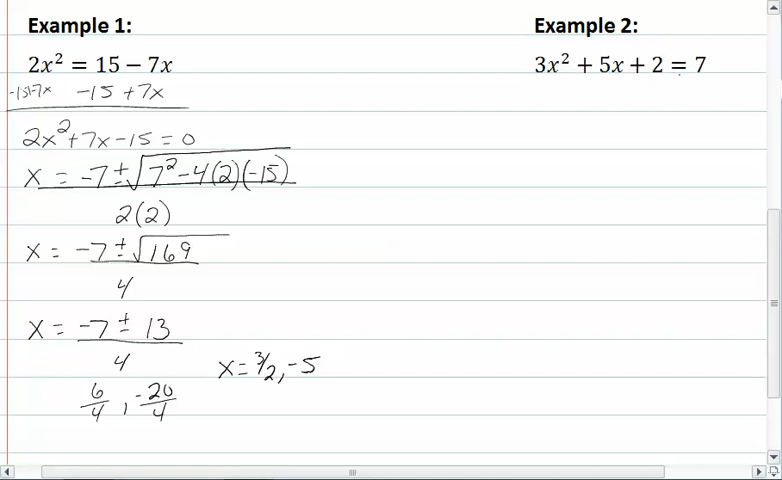 Example 1:
2x² = 15 − 7x
-15+7x -15 +7x
2x² + 7x - 15 = 0
x = -7 ± √7² - 4(2)(-15)
2(2)
x = -7 ± √169
4
x = -7 ± 13
4
x = 3/2, -5
6/4 , -20/4
Example 2:
3x² + 5x + 2 = 7